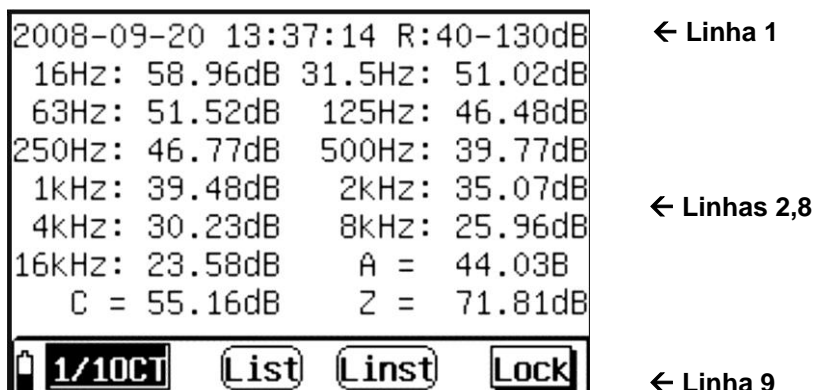 2008-09-20 13:37:14 R:40-130dB ← Linha 1
16Hz: 58.96dB 31.5Hz: 51.02dB
63Hz: 51.52dB 125Hz: 46.48dB
250Hz: 46.77dB 500Hz: 39.77dB
1kHz: 39.48dB 2kHz: 35.07dB
← Linhas 2,8
4kHz: 30.23dB 8kHz: 25.96dB
16kHz: 23.58dB A = 44.03B
C = 55.16dB Z = 71.81dB
1/1OCT List Linst Lock ← Linha 9